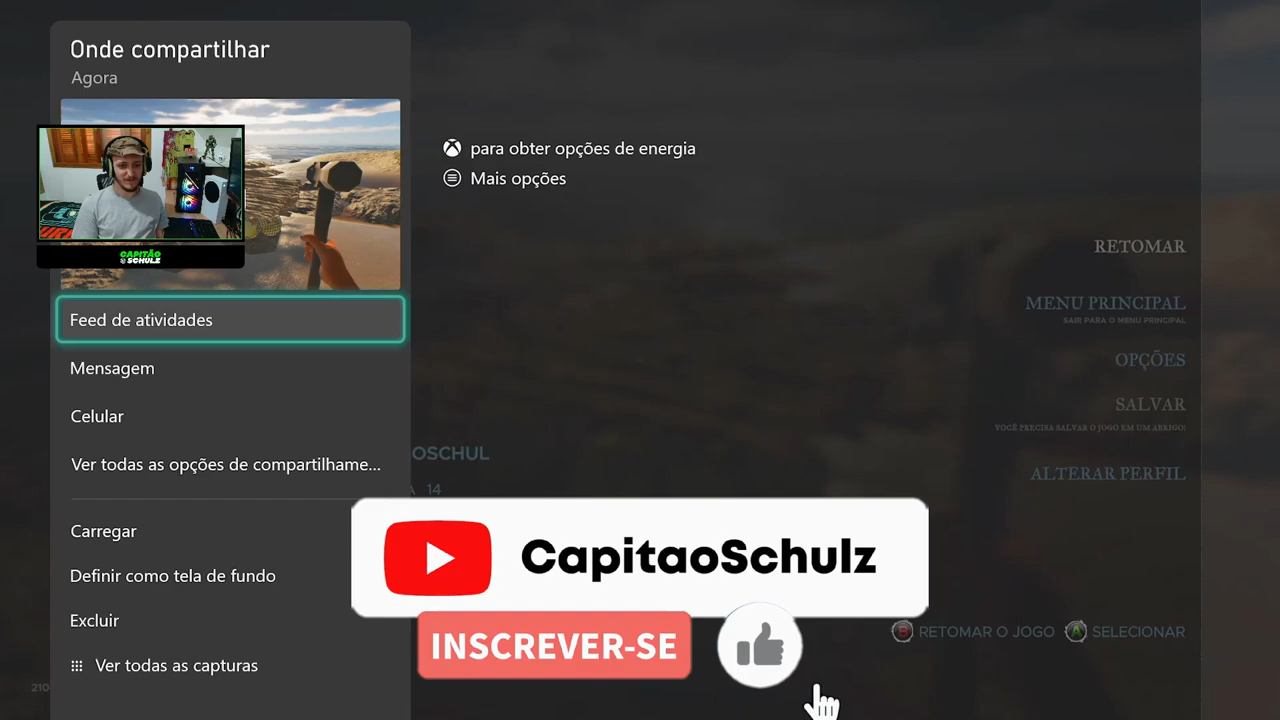 Onde compartilhar
Agora
CAPITÃO
SCHULZ
Feed de atividades
Mensagem
Celular
Ver todas as opções de compartilhame...
Carregar
Definir como tela de fundo
Excluir
Ver todas as capturas
para obter opções de energia
Mais opções
RETOMAR
MENU PRINCIPAL
SAIR PARA O MENU PRINCIPAL
OPÇÕES
SALVAR
VOCÊ PRECISA SALVAR O JOGO EM UM ABRIGO!
ALTERAR PERFIL
OSCHUL
A 14
CapitaoSchulz
INSCREVER-SE
B RETOMAR O JOGO A SELECIONAR
210